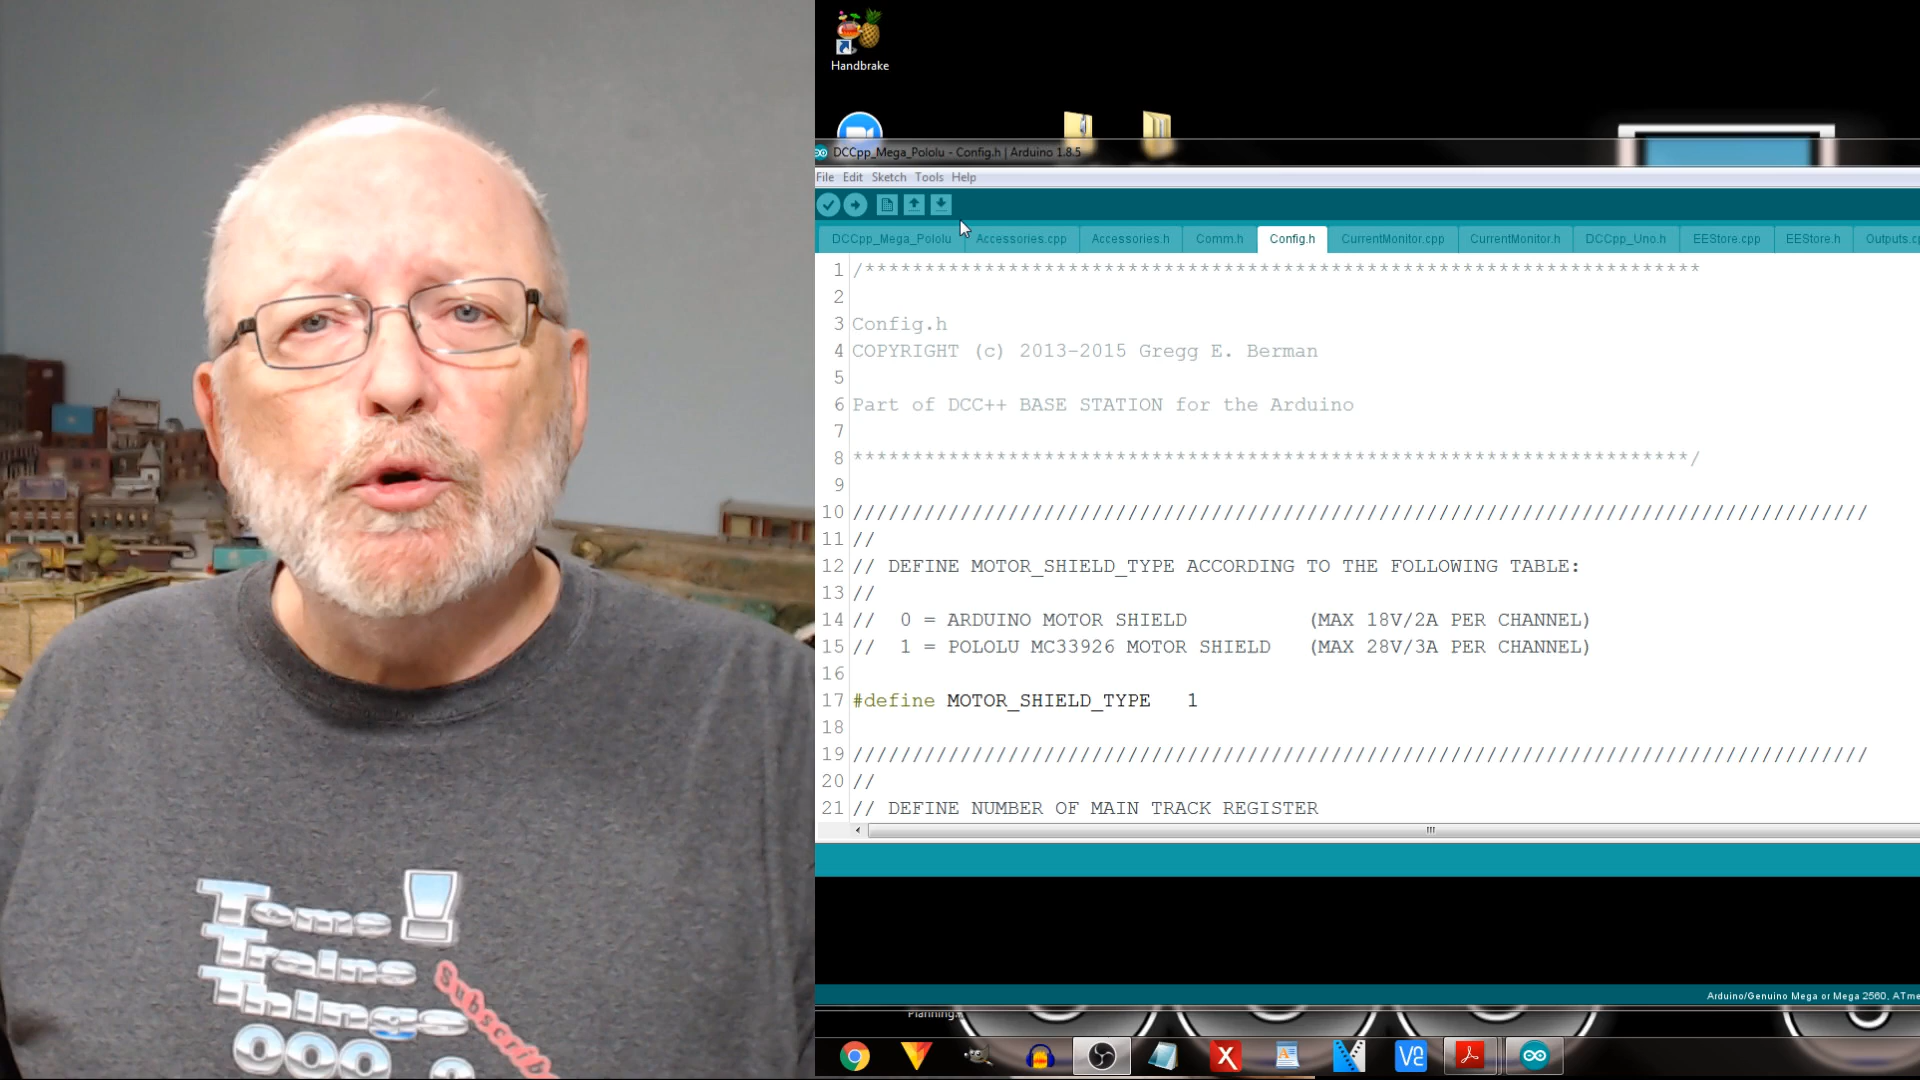 Toms
Trains
Things
Subscrib
Handbrake
DCCpp_Mega_Pololu - Config.h | Arduino 1.8.5
File Edit Sketch Tools Help
DCCpp_Mega_Pololu Accessories.cpp Accessories.h Comm.h Config.h CurrentMonitor.cpp CurrentMonitor.h DCCpp_Uno.h EEStore.cpp EEStore.h Outputs.cp
1 /**********************************************************************
2
3 Config.h
4 COPYRIGHT (c) 2013-2015 Gregg E. Berman
5
6 Part of DCC++ BASE STATION for the Arduino
7
8 **********************************************************************/
9
10 /////////////////////////////////////////////////////////////////////////////////////
11 //
12 // DEFINE MOTOR_SHIELD_TYPE ACCORDING TO THE FOLLOWING TABLE:
13 //
14 // 0 = ARDUINO MOTOR SHIELD (MAX 18V/2A PER CHANNEL)
15 // 1 = POLOLU MC33926 MOTOR SHIELD (MAX 28V/3A PER CHANNEL)
16
17 #define MOTOR_SHIELD_TYPE 1
18
19 /////////////////////////////////////////////////////////////////////////////////////
20 //
21 // DEFINE NUMBER OF MAIN TRACK REGISTER
Arduino/Genuino Mega or Mega 2560, ATme
Planning